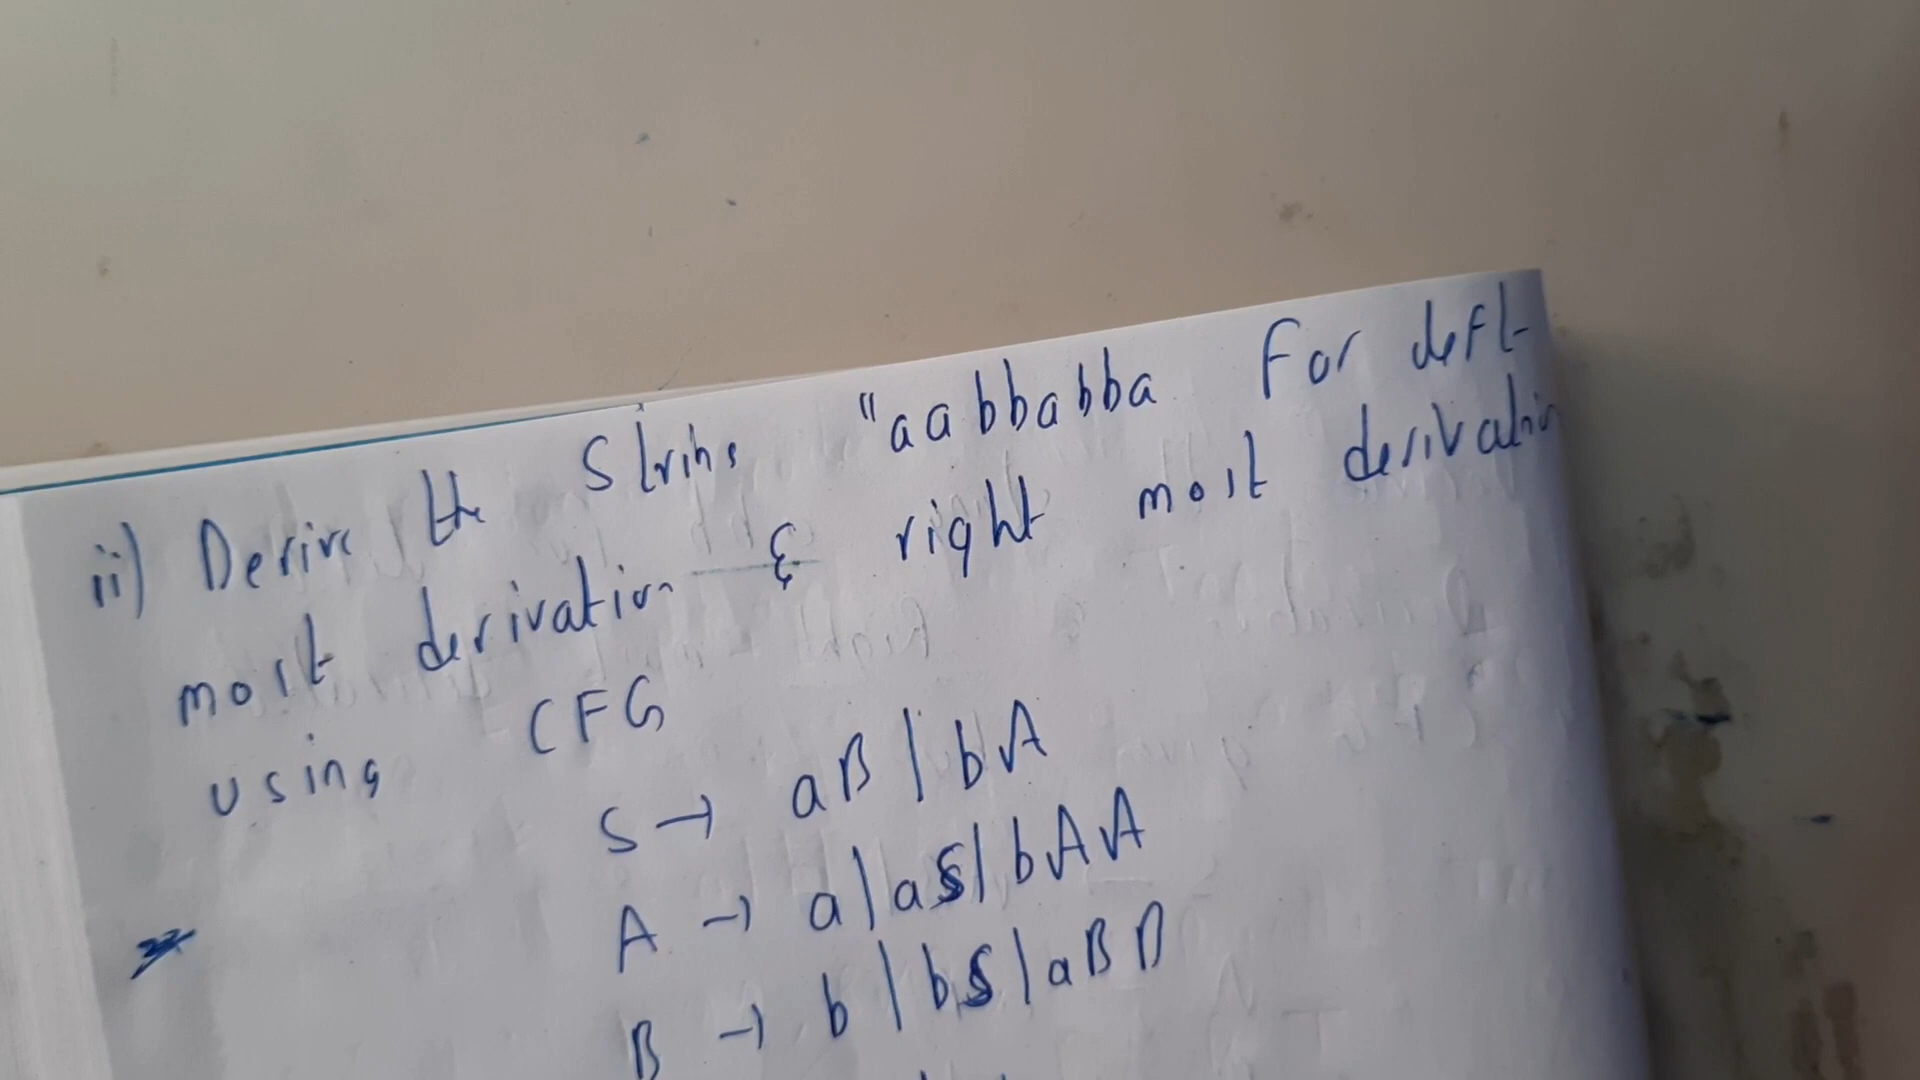 ii) Derive the String "aabbabba For left
most derivation & right most derivation
using CFG
S → aB | bA
A → a | aS | bAA
B → b | bS | aBB